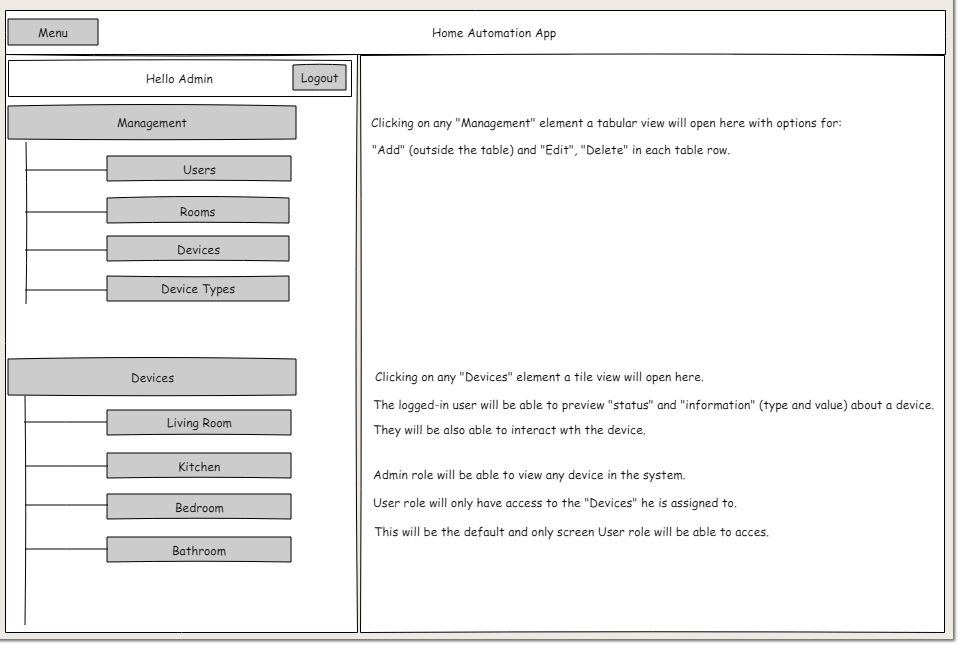 Menu
Home Automation App
Hello Admin
Logout
Management
Users
Rooms
Devices
Device Types
Clicking on any "Management" element a tabular view will open here with options for:
"Add" (outside the table) and "Edit", "Delete" in each table row.
Devices
Living Room
Kitchen
Bedroom
Bathroom
Clicking on any "Devices" element a tile view will open here.
The logged-in user will be able to preview "status" and "information" (type and value) about a device.
They will be also able to interact wth the device.
Admin role will be able to view any device in the system.
User role will only have access to the "Devices" he is assigned to.
This will be the default and only screen User role will be able to acces.